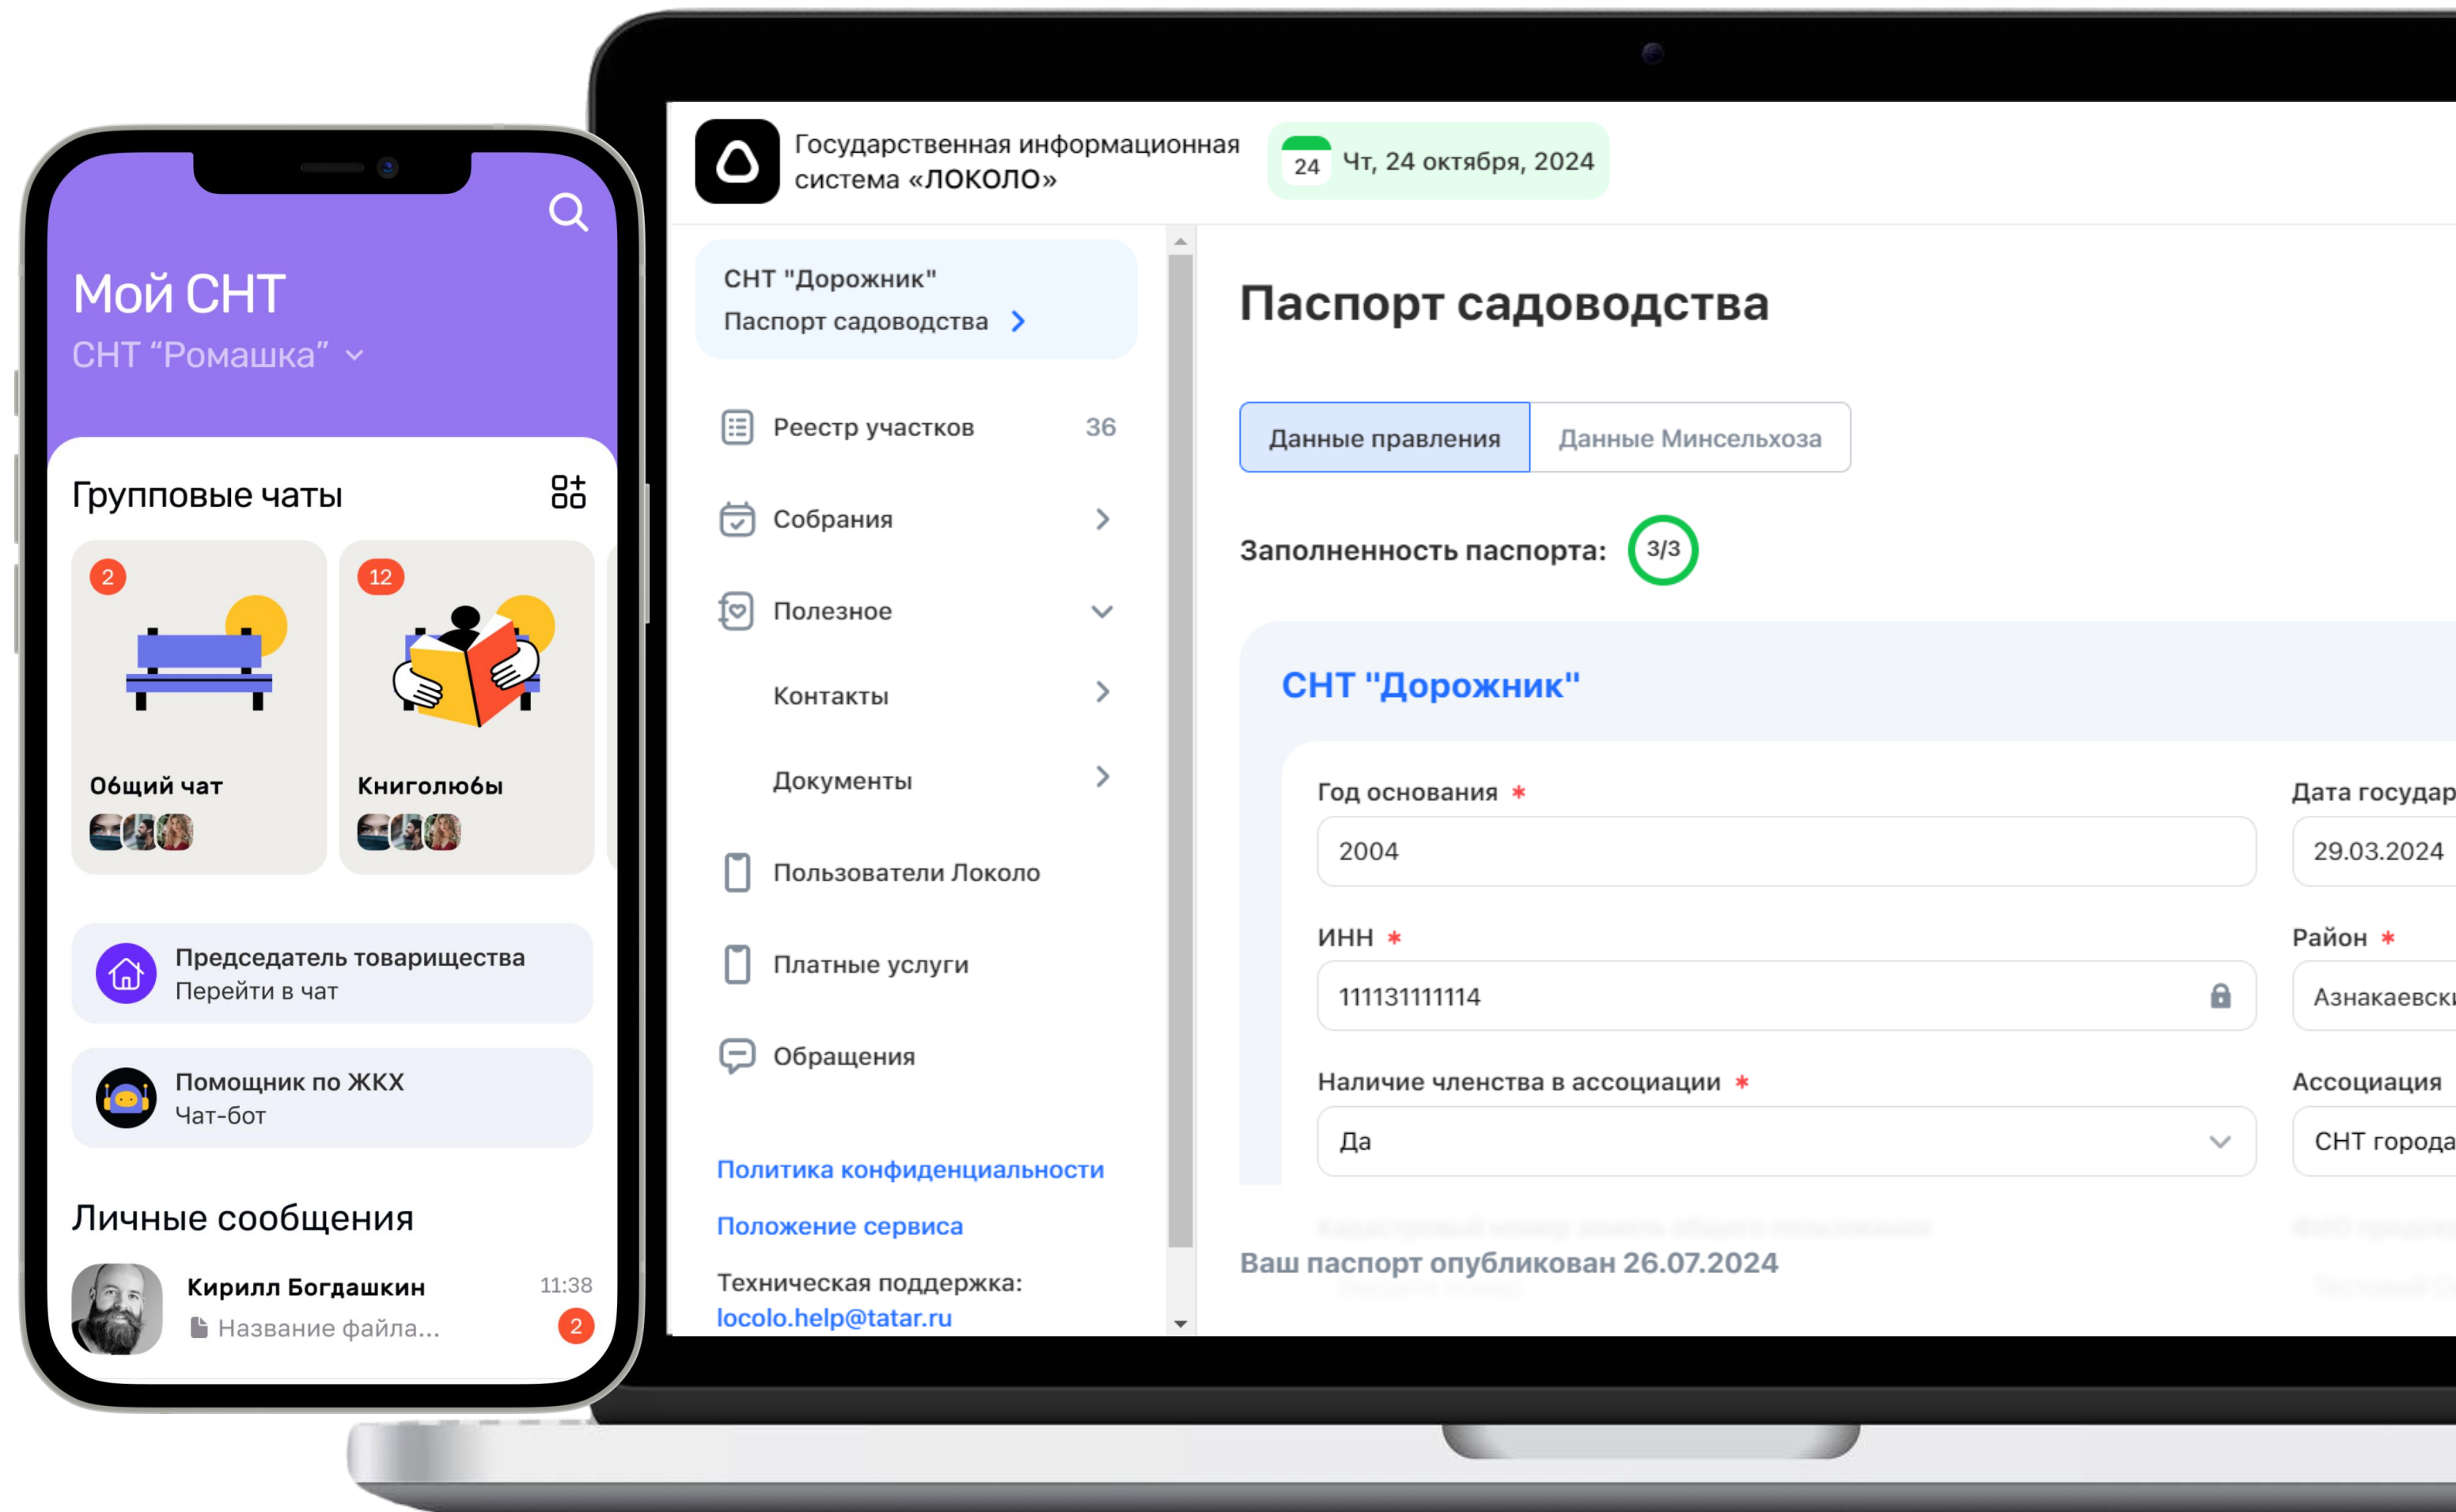 Мой СНТ
СНТ “Ромашка”
Групповые чаты
2
12
Общий чат
Книголюбы
Председатель товарищества
Перейти в чат
Помощник по ЖКХ
Чат-бот
Личные сообщения
Кирилл Богдашкин
11:38
Название файла...
2
Государственная информационная
система «ЛОКОЛО»
24
Чт, 24 октября, 2024
СНТ "Дорожник"
Паспорт садоводства
Реестр участков
36
Собрания
Полезное
Контакты
Документы
Пользователи Локоло
Платные услуги
Обращения
Политика конфиденциальности
Положение сервиса
Техническая поддержка:
locolo.help@tatar.ru
Паспорт садоводства
Данные правления
Данные Минсельхоза
Заполненность паспорта:
3/3
СНТ "Дорожник"
Год основания *
Дата государ
2004
29.03.2024
ИНН *
Район *
111131111114
Азнакаевски
Наличие членства в ассоциации *
Ассоциация
Да
СНТ города
Ваш паспорт опубликован 26.07.2024